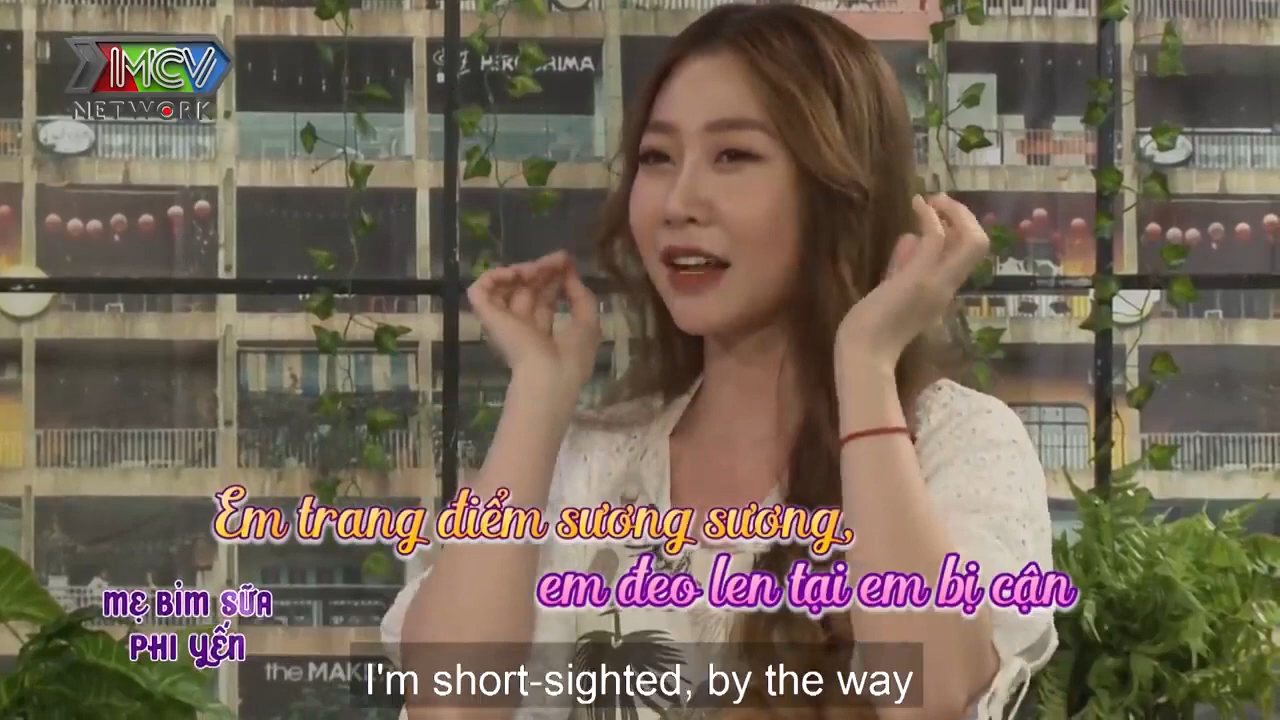 MCV
NETWORK
HIROSHIMA
Em trang điểm sương sương,
em đeo len tại em bị cận
MẸ BỈM SỮA
PHI YẾN
the MAK
I'm short-sighted, by the way